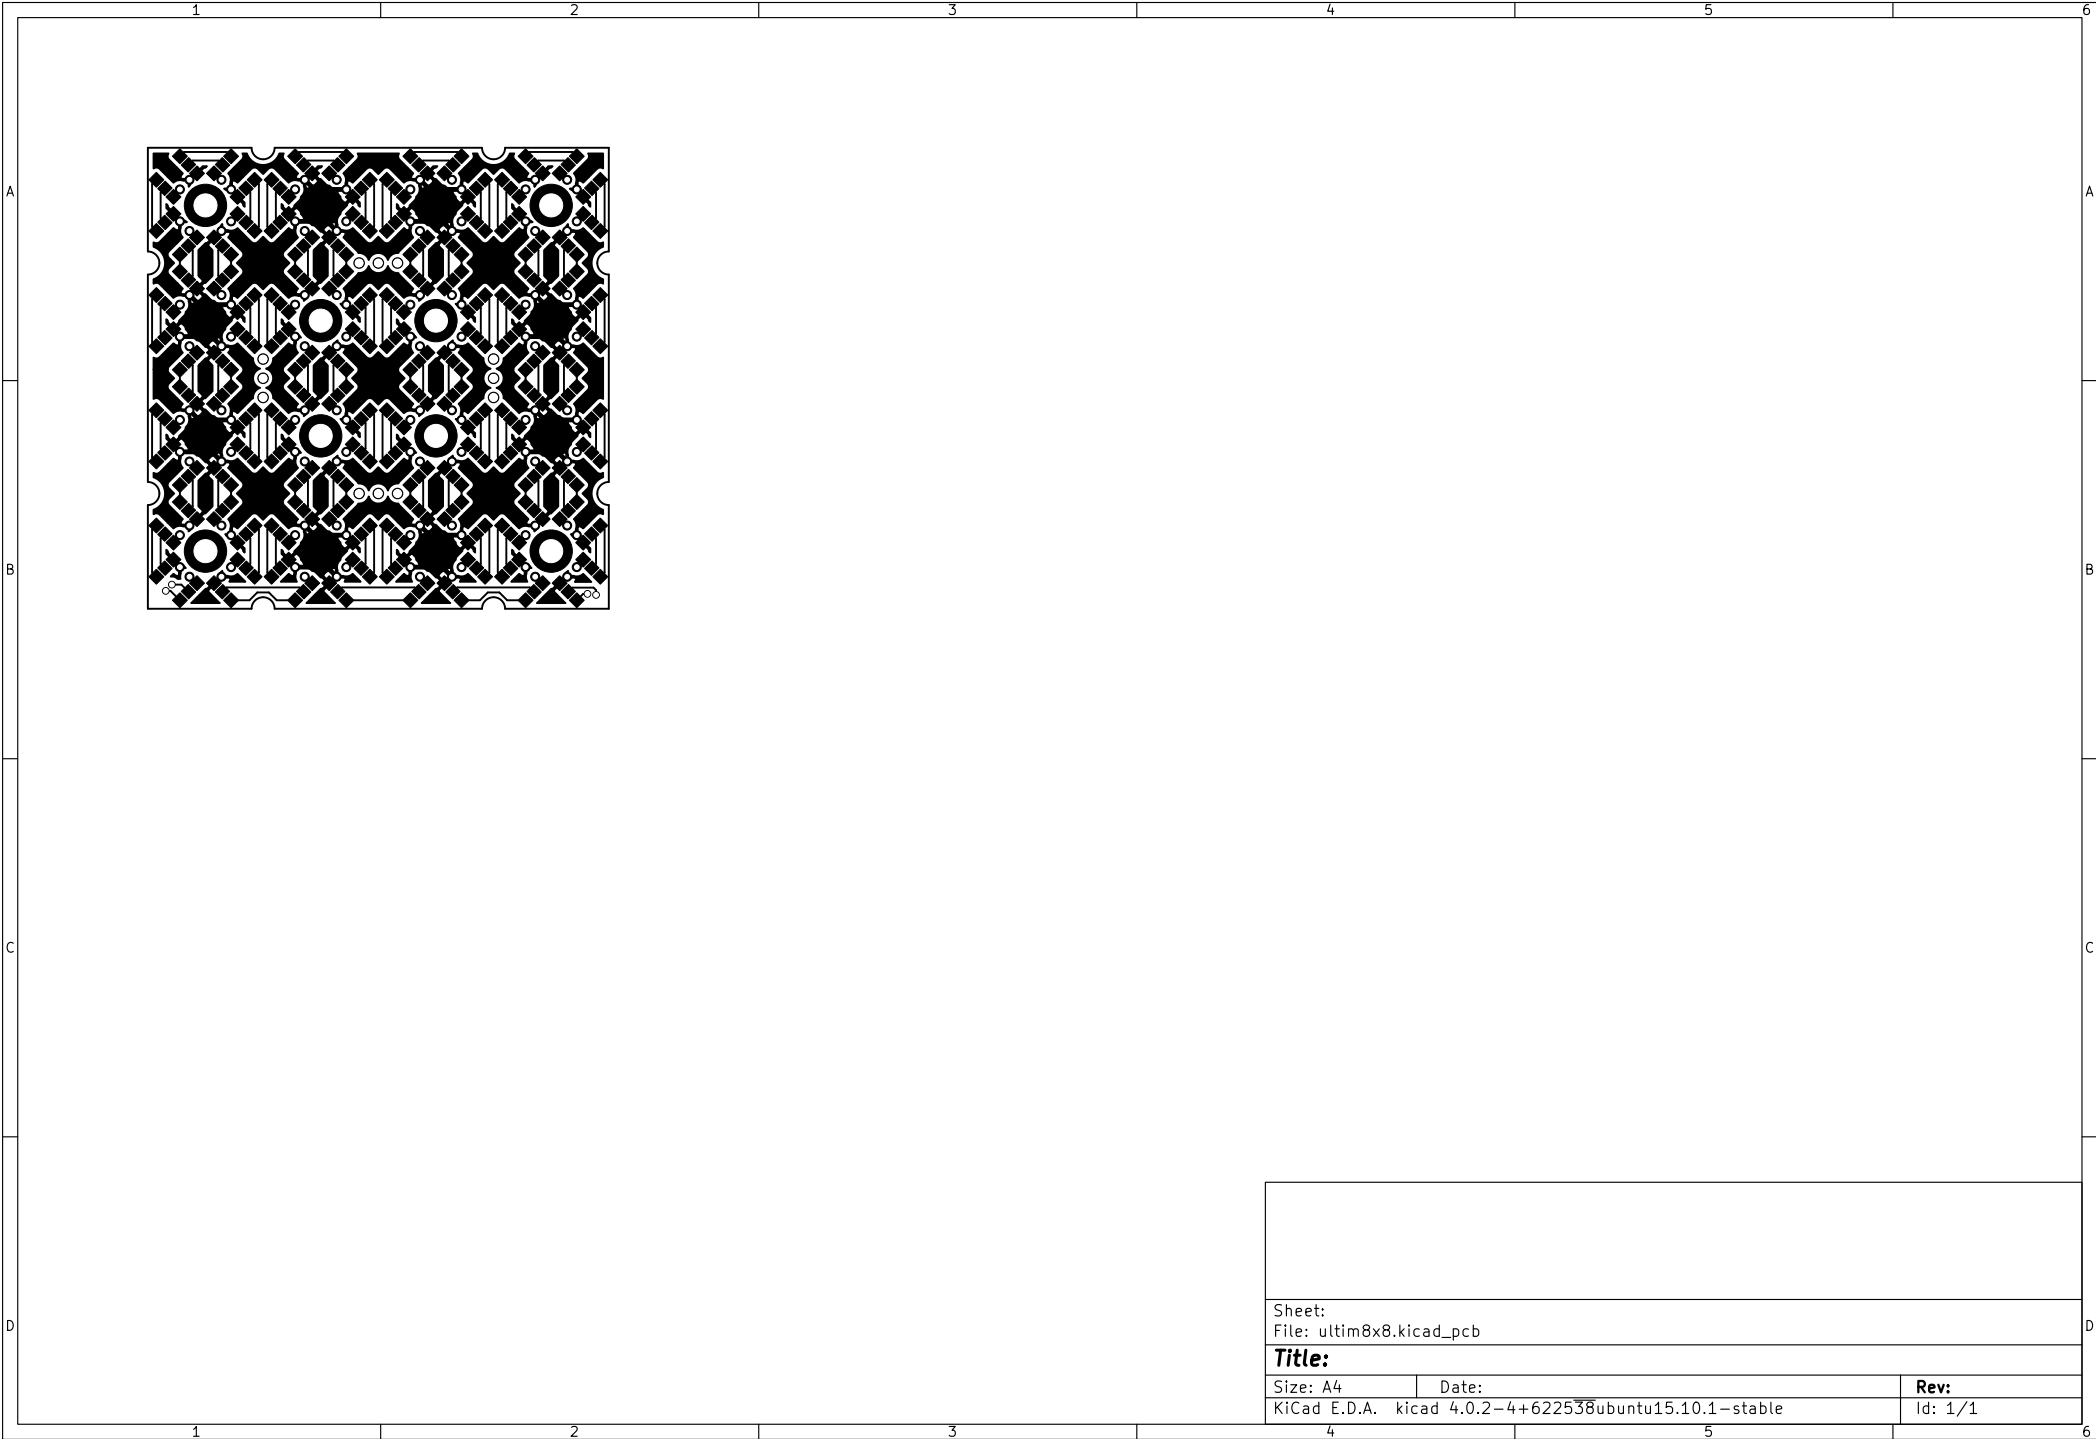 1 2 3 4 5 6
A A
B B
C C
Sheet:
File: ultim8x8.kicad_pcb
D D
Title:
Size: A4 Date: Rev:
KiCad E.D.A. kicad 4.0.2-4+622538ubuntu15.10.1-stable Id: 1/1
1 2 3 4 5 6